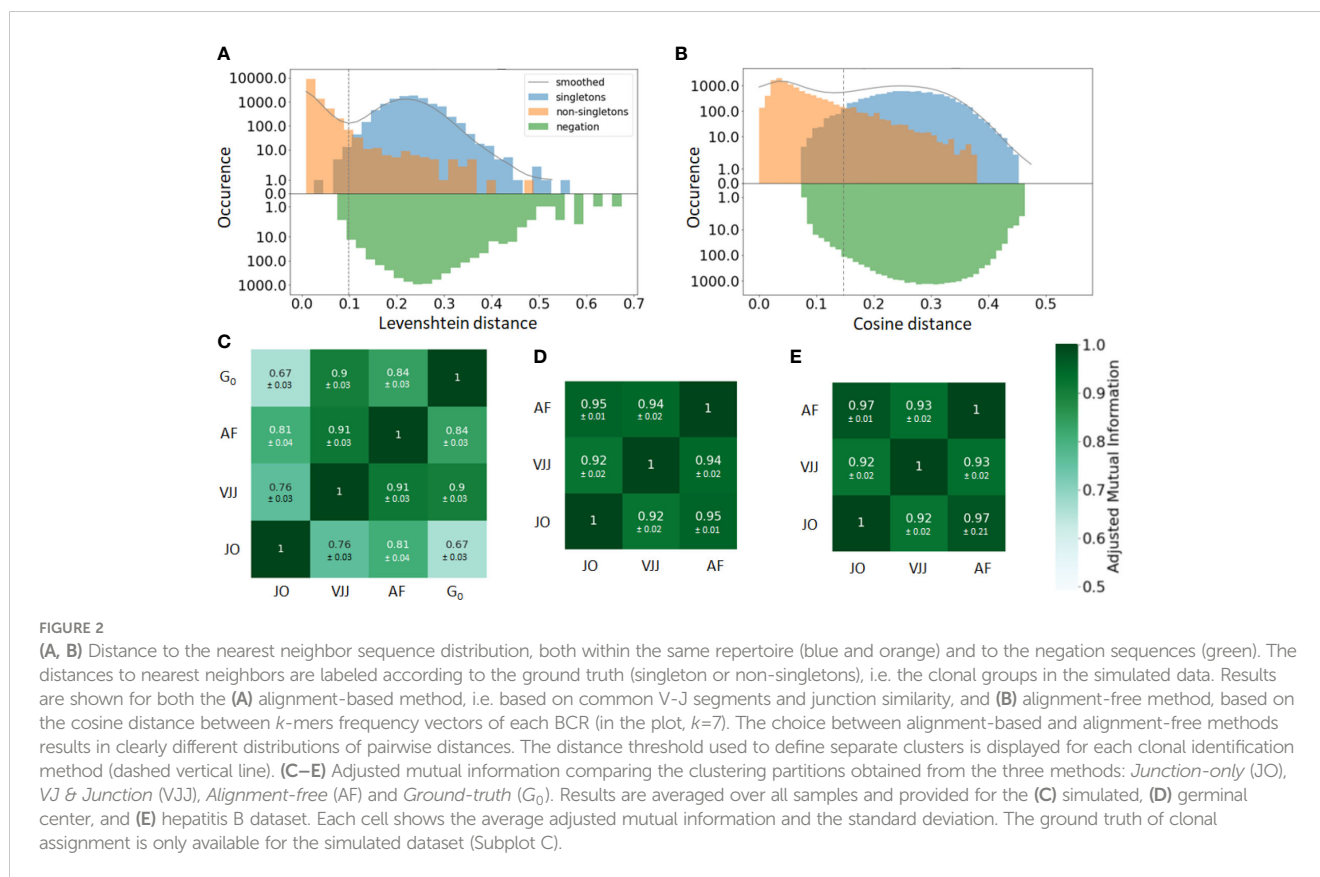 A
B
10000.0
1000.0
100.0
10.0
1.0
0.0
1.0
10.0
100.0
1000.0
Occurence
Occurence
smoothed
singletons
non-singletons
negation
0.0 0.1 0.2 0.3 0.4 0.5 0.6 0.7
Levenshtein distance
1000.0
100.0
10.0
1.0
0.0
1.0
10.0
100.0
1000.0
Occurence
Occurence
0.0 0.1 0.2 0.3 0.4 0.5
Cosine distance
C
G0 0.67 0.9 0.84 1
± 0.03 ± 0.03 ± 0.03
AF 0.81 0.91 1 0.84
± 0.04 ± 0.03 ± 0.03
VJJ 0.76 1 0.91 0.9
± 0.03 ± 0.03 ± 0.03
JO 1 0.76 0.81 0.67
± 0.03 ± 0.04 ± 0.03
JO VJJ AF G0
D
AF 0.95 0.94 1
± 0.01 ± 0.02
VJJ 0.92 1 0.94
± 0.02 ± 0.02
JO 1 0.92 0.95
± 0.02 ± 0.01
JO VJJ AF
E
AF 0.97 0.93 1
± 0.01 ± 0.02
VJJ 0.92 1 0.93
± 0.02 ± 0.02
JO 1 0.92 0.97
± 0.02 ± 0.21
JO VJJ AF
1.0
0.9
0.8
0.7
0.6
0.5
Adjusted Mutual Information
FIGURE 2
(A, B) Distance to the nearest neighbor sequence distribution, both within the same repertoire (blue and orange) and to the negation sequences (green). The
distances to nearest neighbors are labeled according to the ground truth (singleton or non-singletons), i.e. the clonal groups in the simulated data. Results
are shown for both the (A) alignment-based method, i.e. based on common V-J segments and junction similarity, and (B) alignment-free method, based on
the cosine distance between k-mers frequency vectors of each BCR (in the plot, k=7). The choice between alignment-based and alignment-free methods
results in clearly different distributions of pairwise distances. The distance threshold used to define separate clusters is displayed for each clonal identification
method (dashed vertical line). (C–E) Adjusted mutual information comparing the clustering partitions obtained from the three methods: Junction-only (JO),
VJ & Junction (VJJ), Alignment-free (AF) and Ground-truth (G0). Results are averaged over all samples and provided for the (C) simulated, (D) germinal
center, and (E) hepatitis B dataset. Each cell shows the average adjusted mutual information and the standard deviation. The ground truth of clonal
assignment is only available for the simulated dataset (Subplot C).